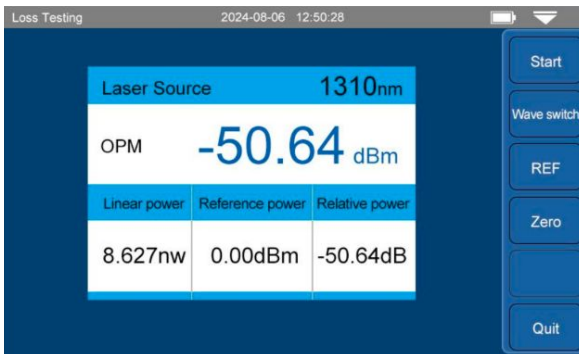 Loss Testing 2024-08-06 12:50:28
Start
Laser Source 1310nm
Wave switch
OPM -50.64 dBm
REF
Linear power Reference power Relative power
Zero
8.627nw 0.00dBm -50.64dB
Quit